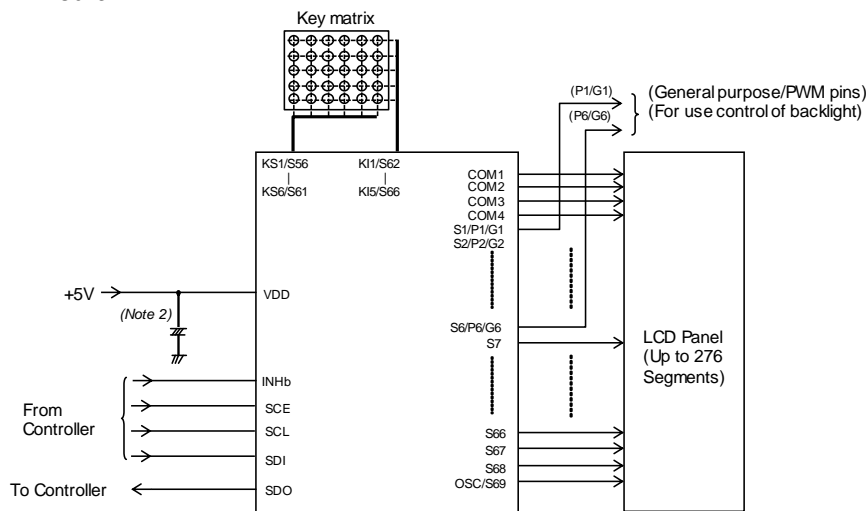 Key matrix
(P1/G1)
(P6/G6)
(General purpose/PWM pins)
(For use control of backlight)
KS1/S56
|
KS6/S61
KI1/S62
|
KI5/S66
COM1
COM2
COM3
COM4
S1/P1/G1
S2/P2/G2
+5V
(Note 2)
VDD
S6/P6/G6
S7
LCD Panel
(Up to 276
Segments)
From
Controller
INHb
SCE
SCL
SDI
To Controller
SDO
S66
S67
S68
OSC/S69